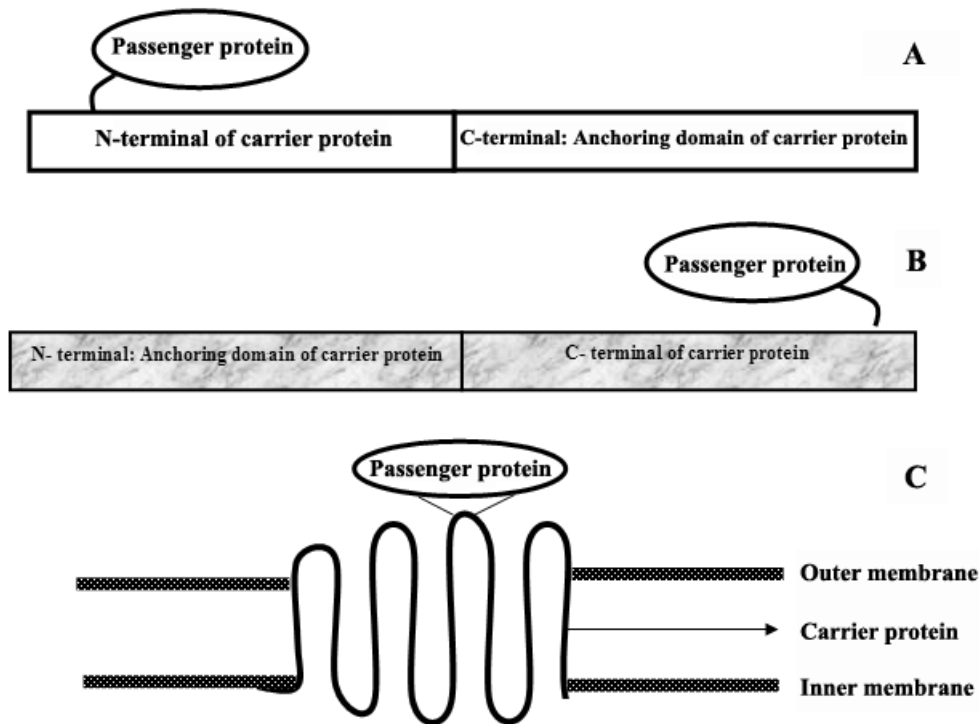 Passenger protein
A
N-terminal of carrier protein
C-terminal: Anchoring domain of carrier protein
Passenger protein
B
N- terminal: Anchoring domain of carrier protein
C- terminal of carrier protein
Passenger protein
C
Outer membrane
Carrier protein
Inner membrane